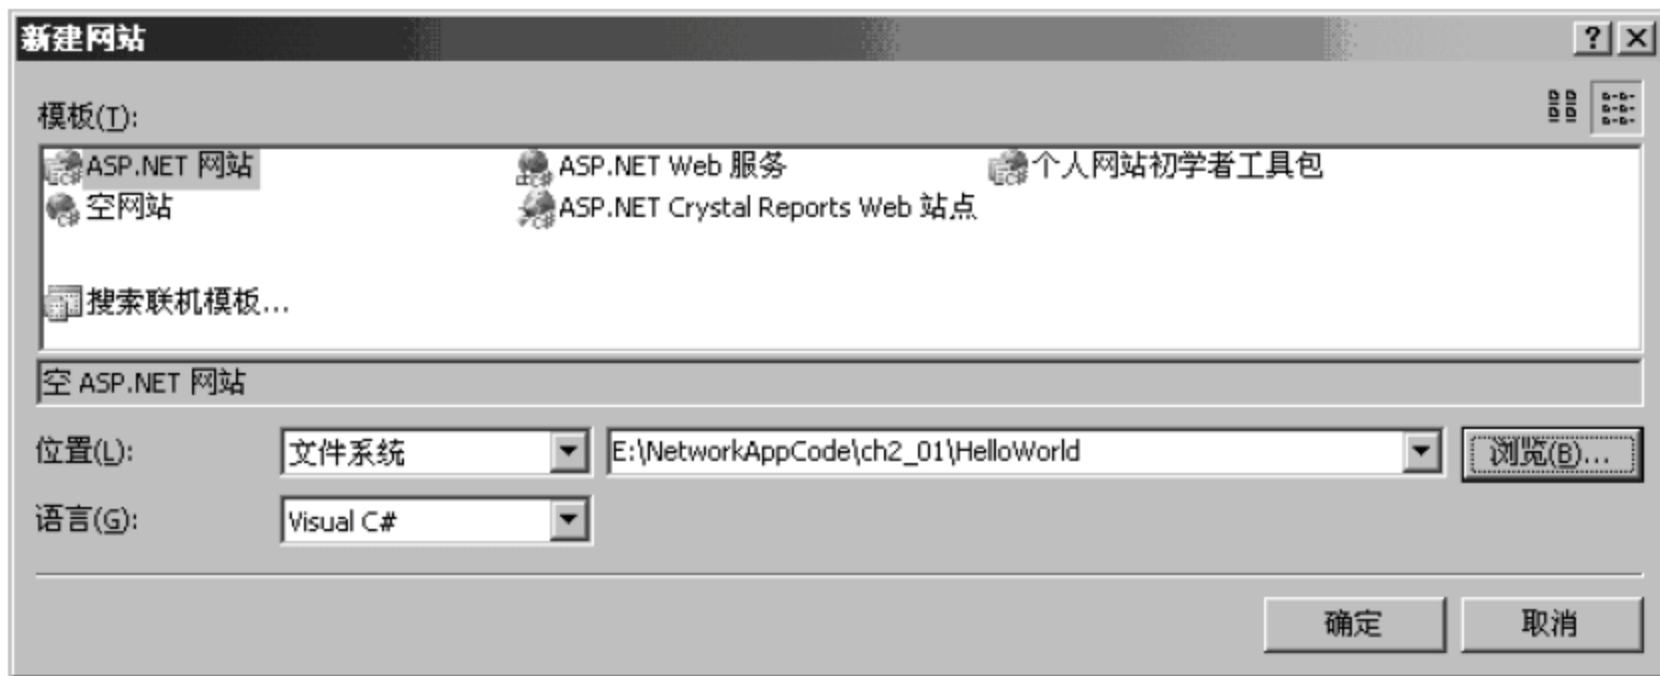 新建网站
模板(T):
ASP.NET 网站 ASP.NET Web 服务 个人网站初学者工具包
空网站 ASP.NET Crystal Reports Web 站点
搜索联机模板...
空 ASP.NET 网站
位置(L): 文件系统 E:\NetworkAppCode\ch2_01\HelloWorld 浏览(B)...
语言(G): Visual C#
确定 取消